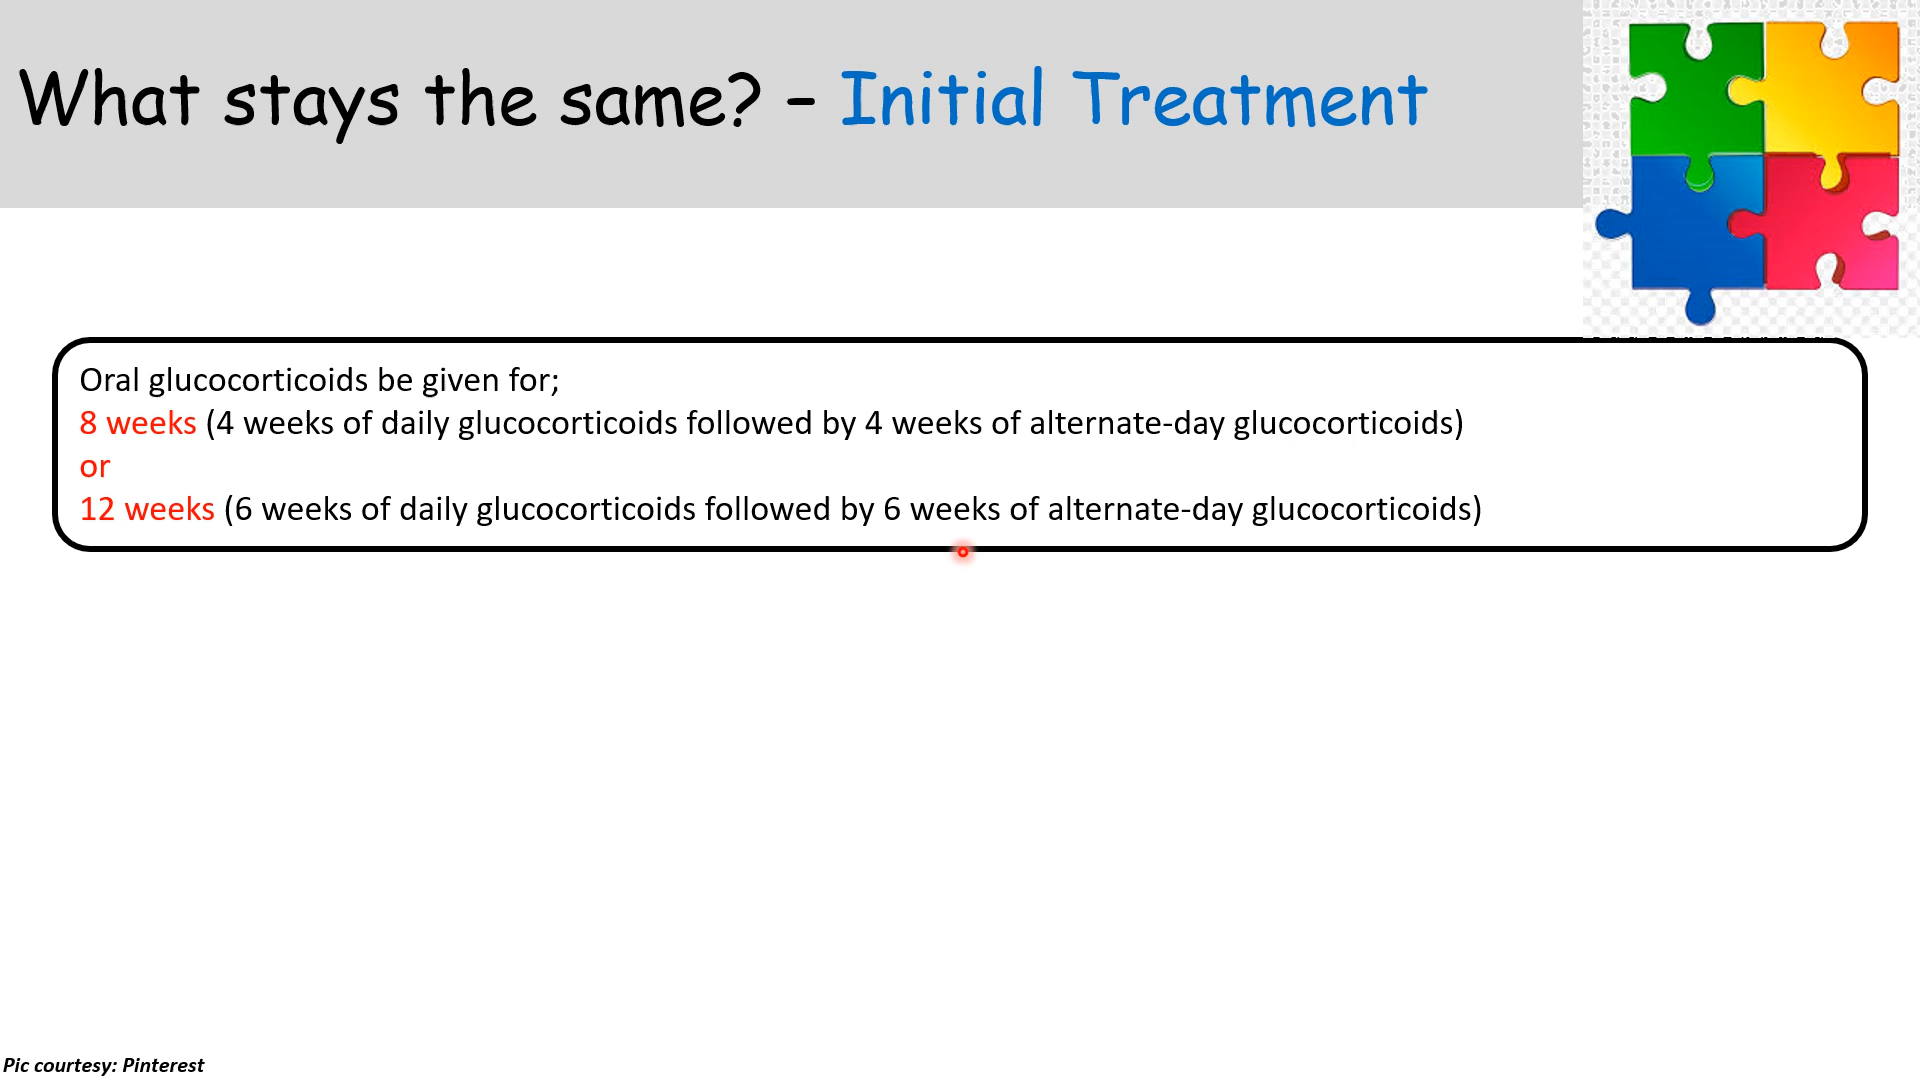 What stays the same? – Initial Treatment
Oral glucocorticoids be given for;
8 weeks (4 weeks of daily glucocorticoids followed by 4 weeks of alternate-day glucocorticoids)
or
12 weeks (6 weeks of daily glucocorticoids followed by 6 weeks of alternate-day glucocorticoids)
Pic courtesy: Pinterest